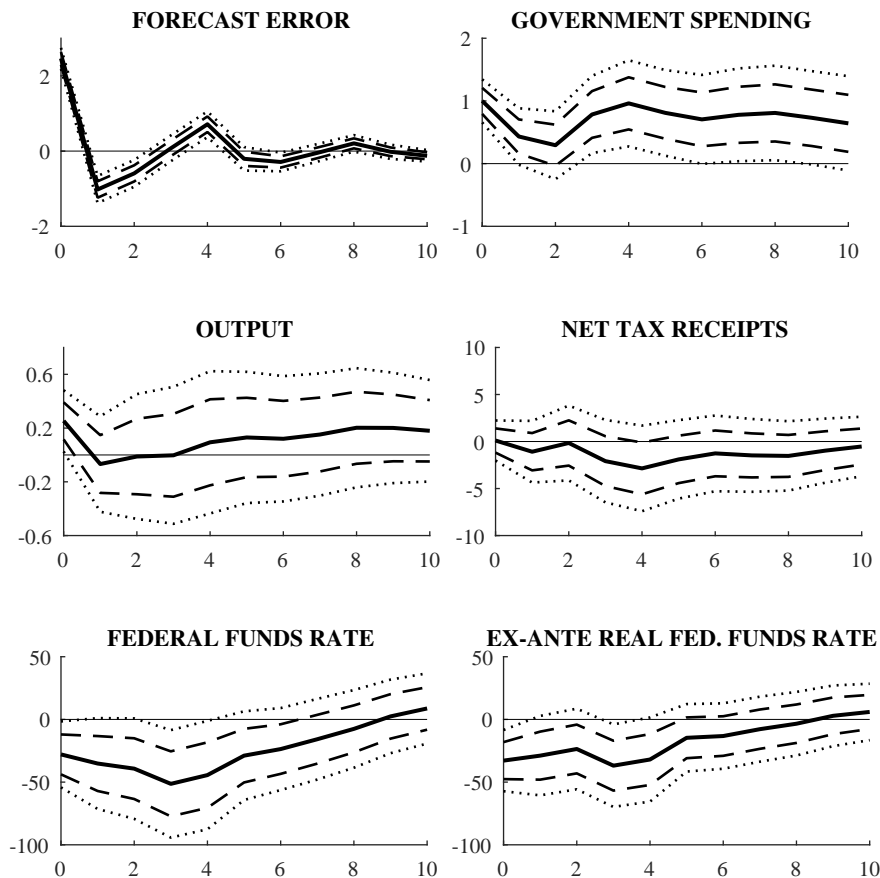 FORECAST ERROR
2
0
-2
0 2 4 6 8 10
GOVERNMENT SPENDING
2
1
0
-1
0 2 4 6 8 10
OUTPUT
0.6
0.2
-0.2
-0.6
0 2 4 6 8 10
NET TAX RECEIPTS
10
5
0
-5
-10
0 2 4 6 8 10
FEDERAL FUNDS RATE
50
0
-50
-100
0 2 4 6 8 10
EX-ANTE REAL FED. FUNDS RATE
50
0
-50
-100
0 2 4 6 8 10